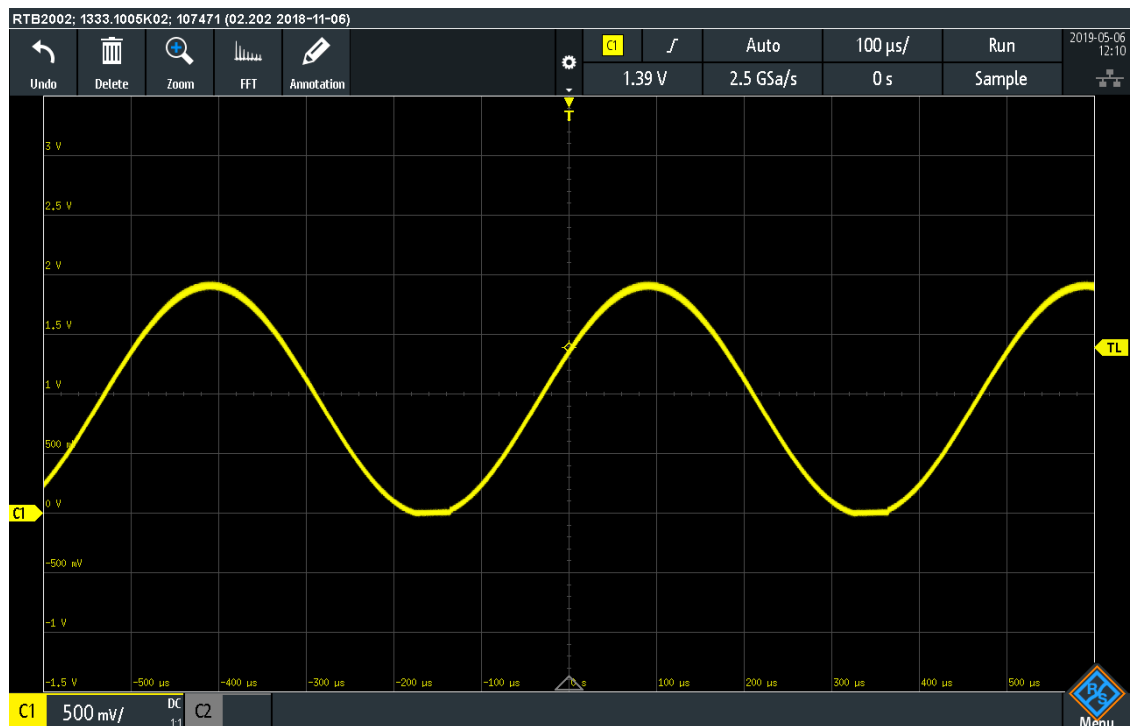 RTB2002; 1333.1005K02; 107471 (02.202 2018-11-06)
Undo Delete Zoom FFT Annotation
C1 Auto 100 µs/ Run
2019-05-06
12:10
1.39 V 2.5 GSa/s 0 s Sample
T
3 V
2.5 V
2 V
1.5 V
TL
1 V
500 mV
0 V
C1
-500 mV
-1 V
-1.5 V -500 µs -400 µs -300 µs -200 µs -100 µs 0 s 100 µs 200 µs 300 µs 400 µs 500 µs
C1 500 mV/ DC 1:1 C2
R&S
Menu